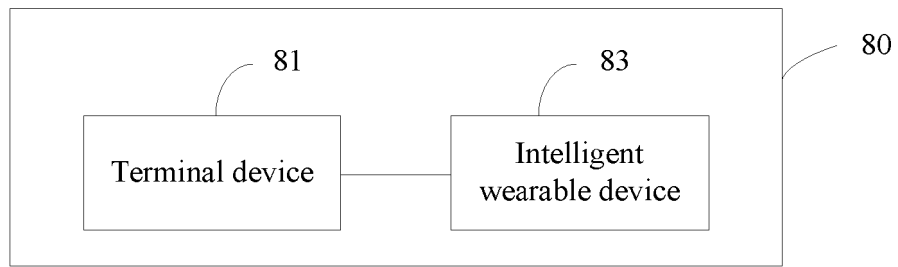 81
83
80
Terminal device
Intelligent
wearable device